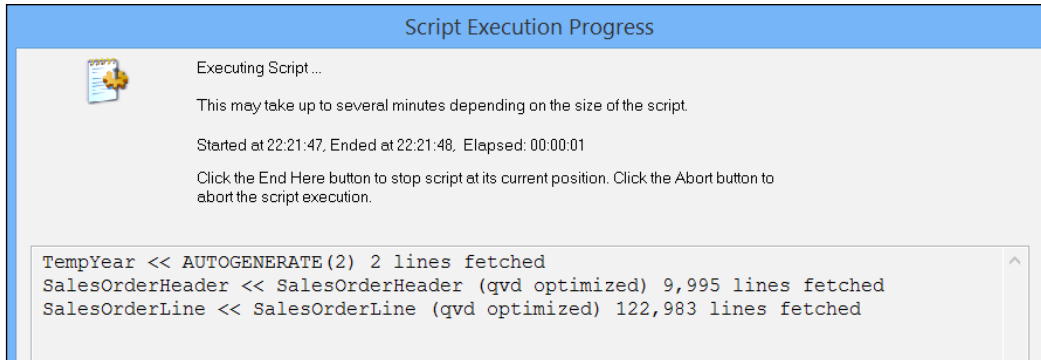 Script Execution Progress
Executing Script ...
This may take up to several minutes depending on the size of the script.
Started at 22:21:47, Ended at 22:21:48, Elapsed: 00:00:01
Click the End Here button to stop script at its current position. Click the Abort button to
abort the script execution.
TempYear << AUTOGENERATE(2) 2 lines fetched
SalesOrderHeader << SalesOrderHeader (qvd optimized) 9,995 lines fetched
SalesOrderLine << SalesOrderLine (qvd optimized) 122,983 lines fetched